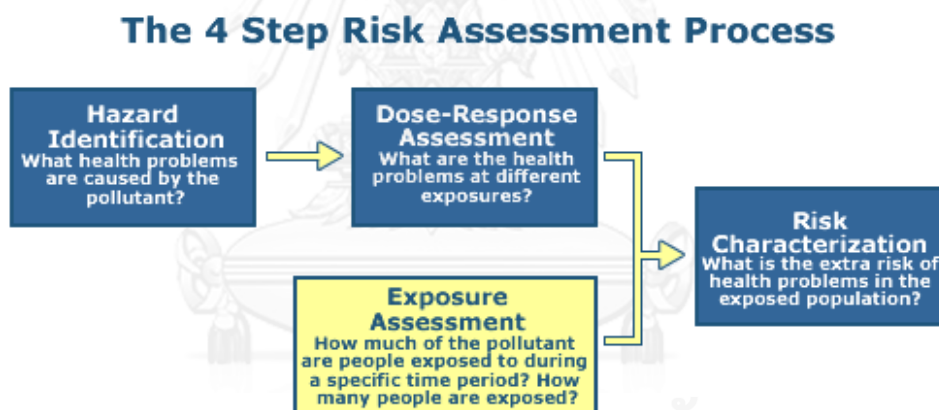 The 4 Step Risk Assessment Process
Hazard
Identification
What health problems
are caused by the
pollutant?
Dose-Response
Assessment
What are the health
problems at different
exposures?
Exposure
Assessment
How much of the pollutant
are people exposed to during
a specific time period? How
many people are exposed?
Risk
Characterization
What is the extra risk of
health problems in the
exposed population?